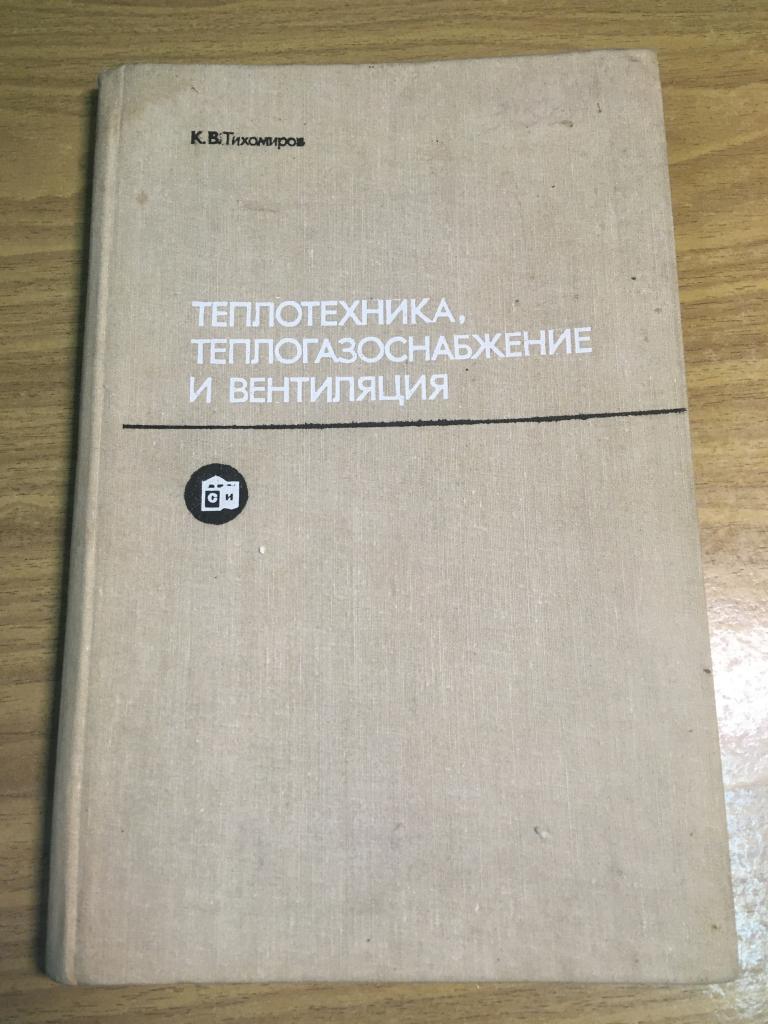 К. В. Тихомиров
ТЕПЛОТЕХНИКА,
ТЕПЛОГАЗОСНАБЖЕНИЕ
И ВЕНТИЛЯЦИЯ
С И